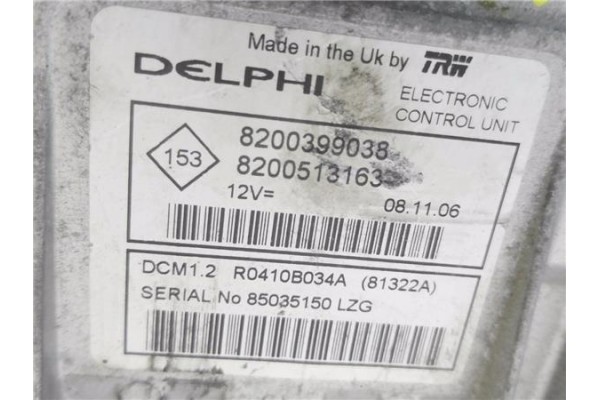 Made in the Uk by TRW
DELPHI
ELECTRONIC
CONTROL UNIT
153
8200399038
8200513163
12V=
08.11.06
DCM1.2 R0410B034A (81322A)
SERIAL No 85035150 LZG